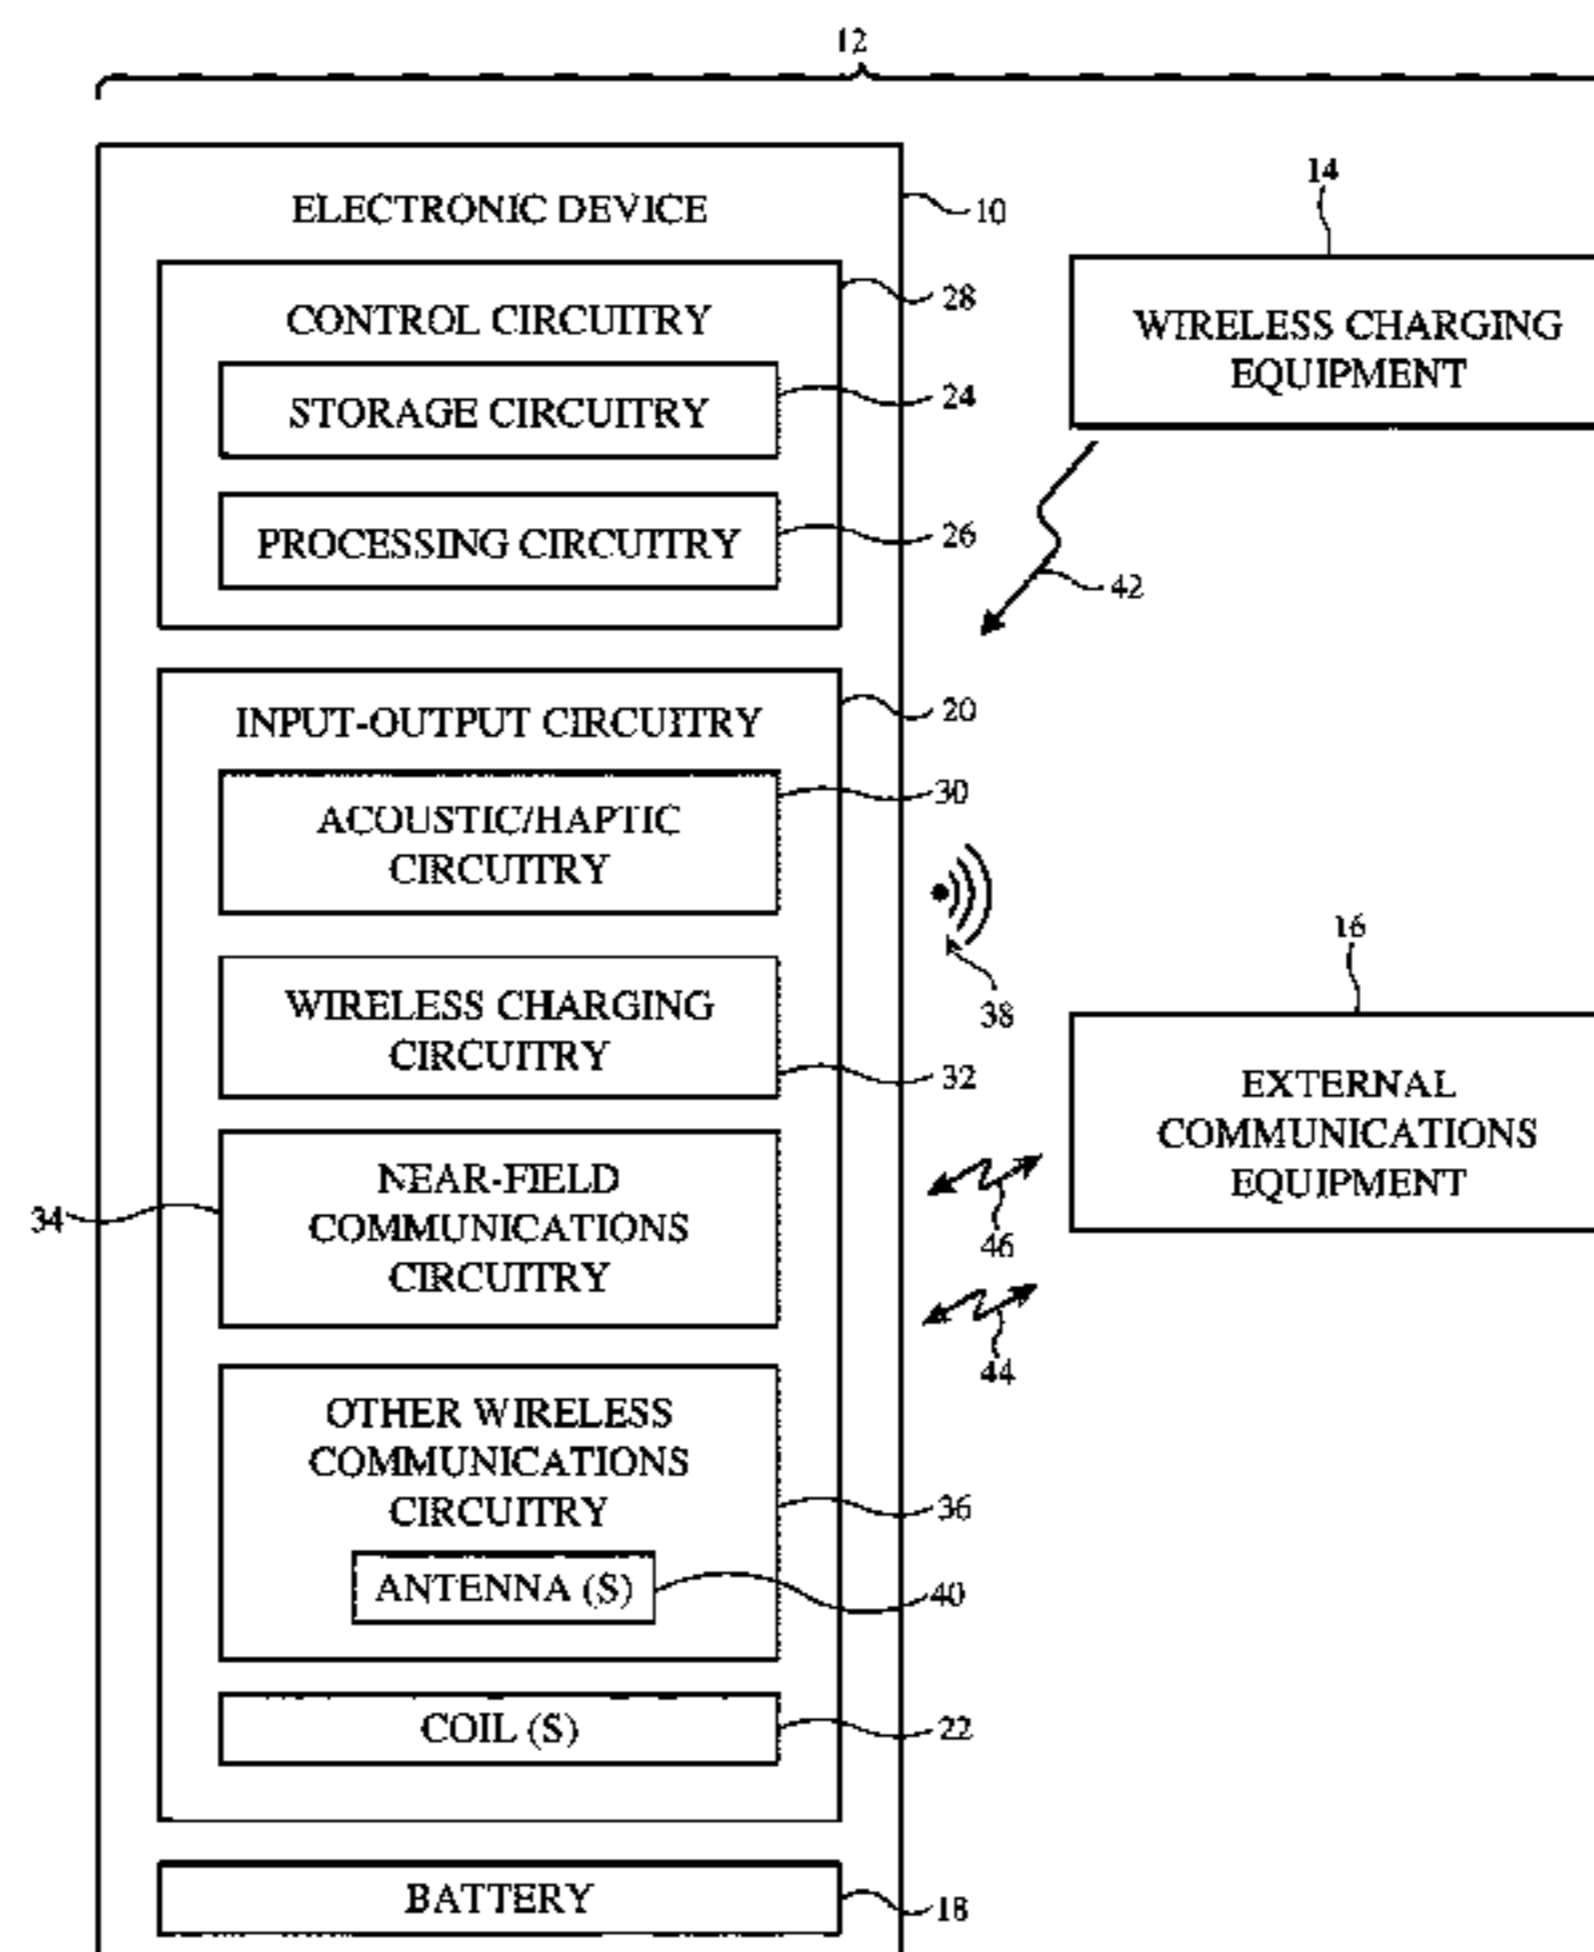 12
ELECTRONIC DEVICE
10
14
CONTROL CIRCUITRY
28
WIRELESS CHARGING
EQUIPMENT
STORAGE CIRCUITRY
24
PROCESSING CIRCUITRY
26
42
INPUT-OUTPUT CIRCUITRY
20
ACOUSTIC/HAPTIC
CIRCUITRY
30
38
16
WIRELESS CHARGING
CIRCUITRY
32
EXTERNAL
COMMUNICATIONS
EQUIPMENT
34
NEAR-FIELD
COMMUNICATIONS
CIRCUITRY
46
44
OTHER WIRELESS
COMMUNICATIONS
CIRCUITRY
36
ANTENNA (S)
40
COIL (S)
22
BATTERY
18